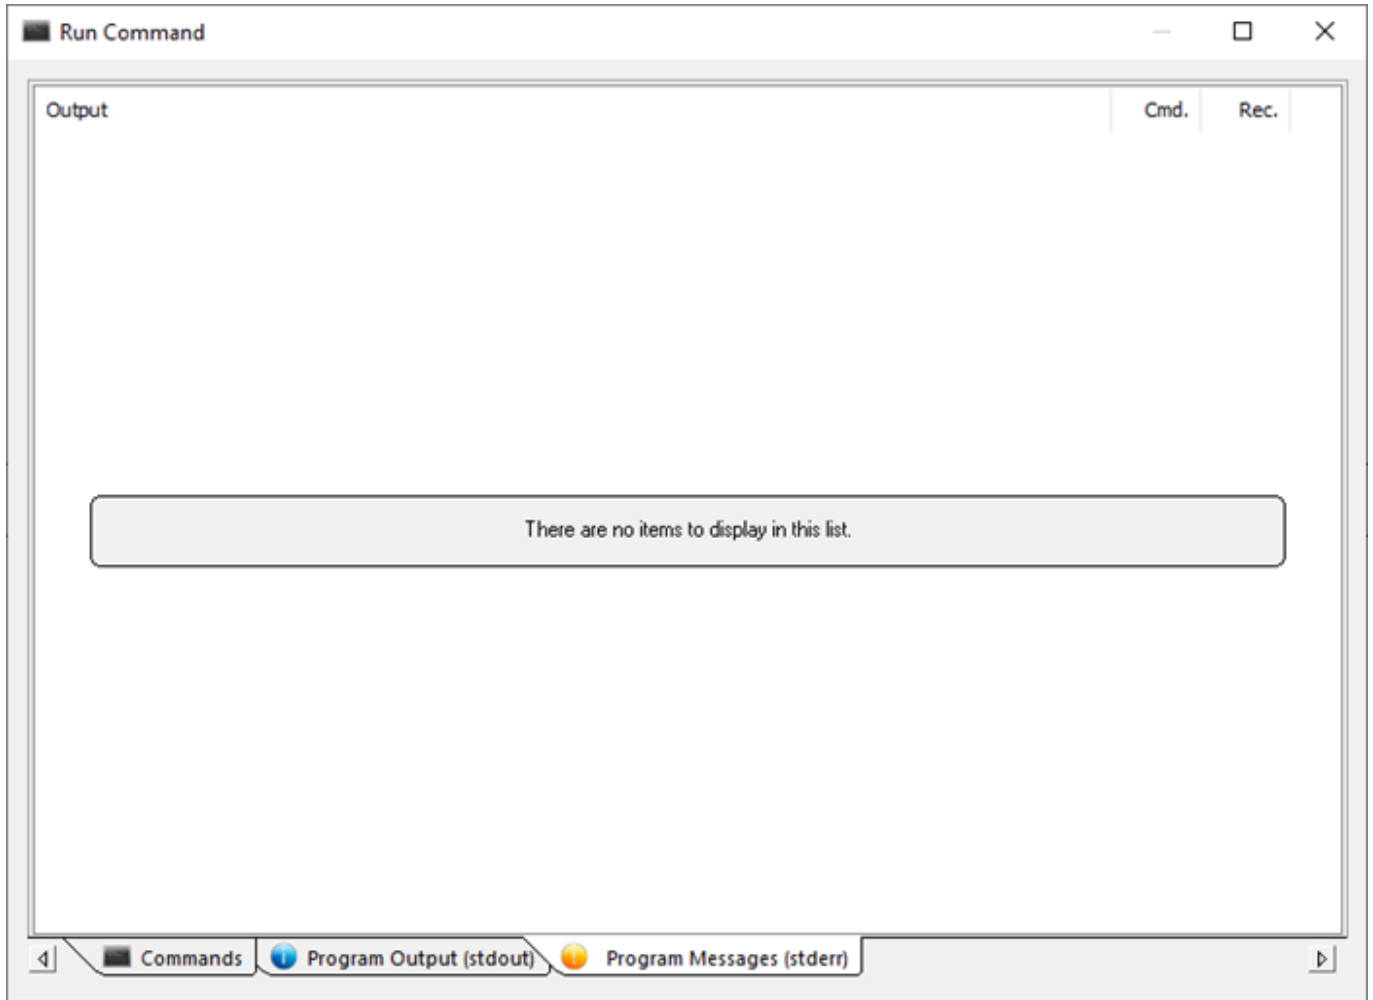 Run Command
Output Cmd. Rec.
There are no items to display in this list.
Commands Program Output (stdout) Program Messages (stderr)